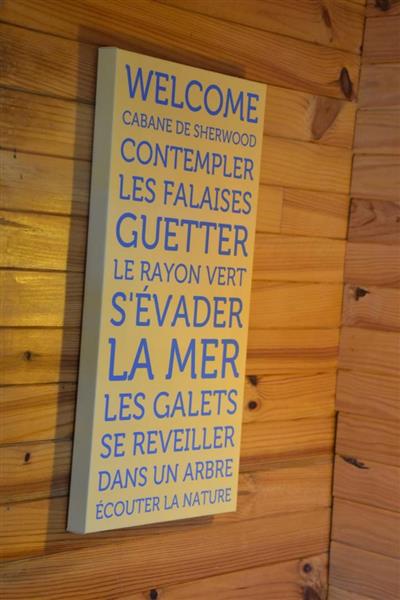 WELCOME
CABANE DE SHERWOOD
CONTEMPLER
LES FALAISES
GUETTER
LE RAYON VERT
S'ÉVADER
LA MER
LES GALETS
SE REVEILLER
DANS UN ARBRE
ÉCOUTER LA NATURE